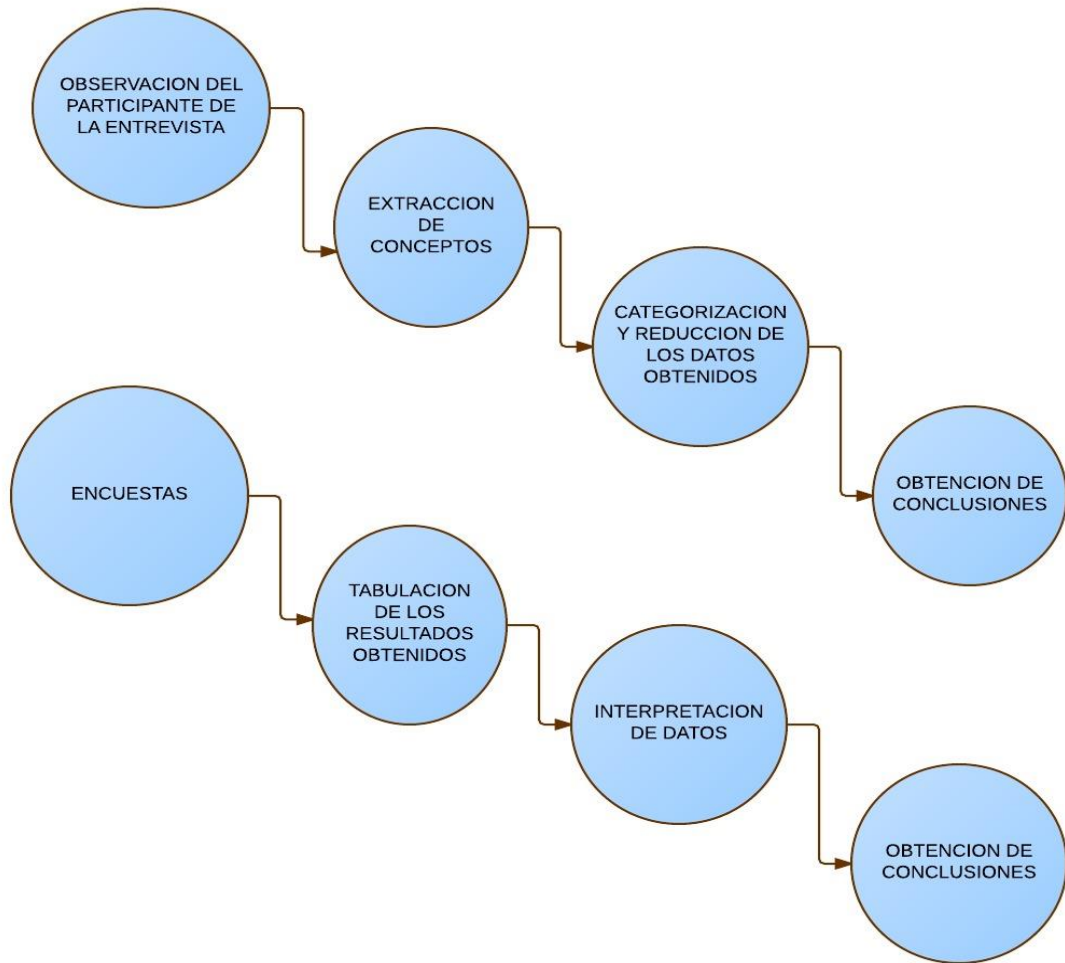 OBSERVACION DEL
PARTICIPANTE DE
LA ENTREVISTA
EXTRACCION
DE
CONCEPTOS
CATEGORIZACION
Y REDUCCION DE
LOS DATOS
OBTENIDOS
OBTENCION DE
CONCLUSIONES
ENCUESTAS
TABULACION
DE LOS
RESULTADOS
OBTENIDOS
INTERPRETACION
DE DATOS
OBTENCION DE
CONCLUSIONES